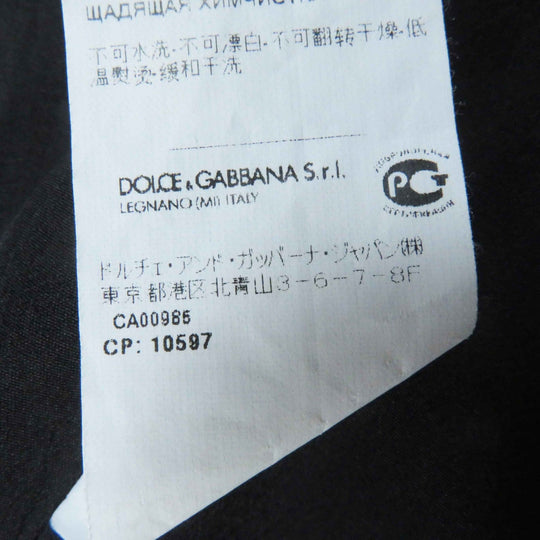 ЩАДЯЩАЯ ХИМЧИСТ
不可水洗·不可漂白·不可翻转干燥·低
温熨烫·缓和干洗
DOLCE & GABBANA S.r.l.
LEGNANO (MI) ITALY
ДОБРОВОЛЬНАЯ
РСТ
СЕРТИФИКАЦИЯ
ドルチェ・アンド・ガッバーナ・ジャパン(株)
東京都港区北青山3-6-7-8F
CA00985
CP: 10597